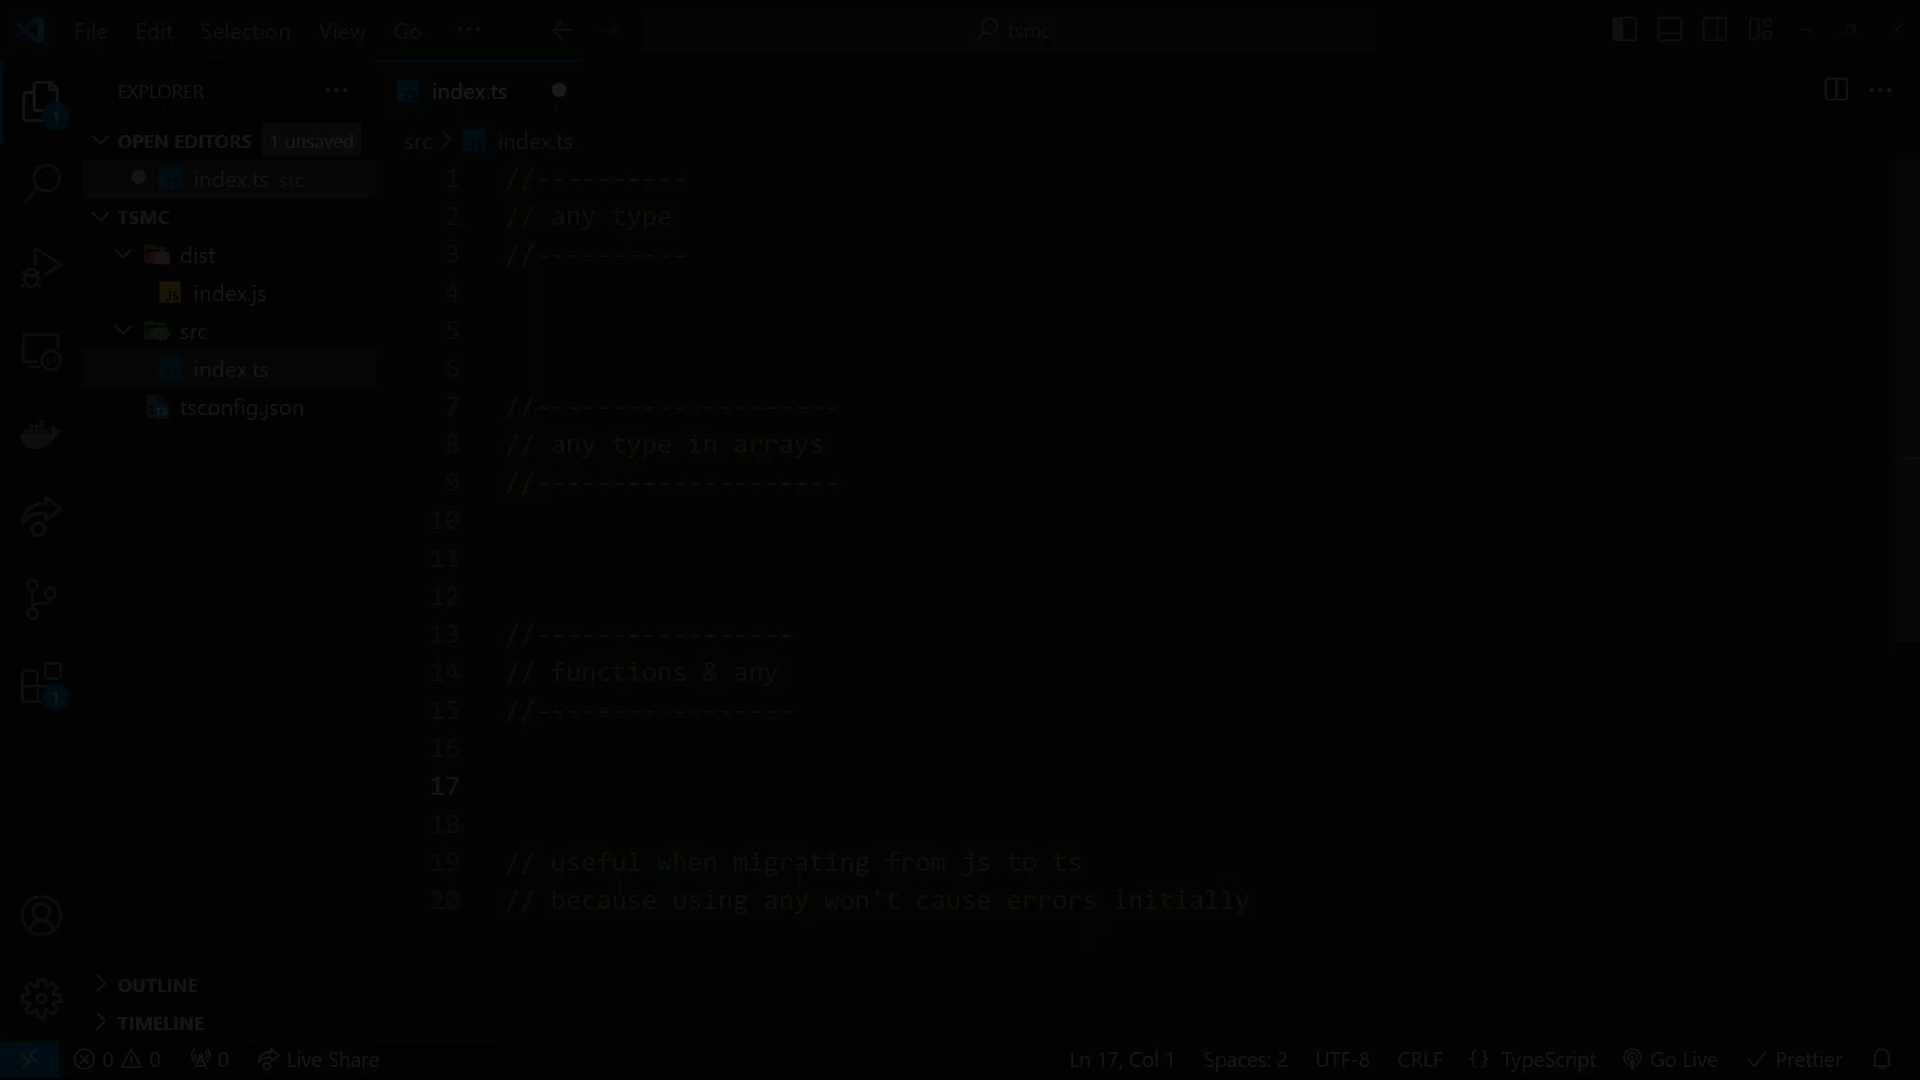 File Edit Selection View Go ··· tsmc
EXPLORER ···
OPEN EDITORS 1 unsaved
index.ts src
TSMC
dist
JS index.js
src
index.ts
TS tsconfig.json
OUTLINE
TIMELINE
index.ts
src > index.ts
1 //----------
2 // any type
3 //----------
4
5
6
7 //--------------------
8 // any type in arrays
9 //--------------------
10
11
12
13 //-----------------
14 // functions & any
15 //-----------------
16
17
18
19 // useful when migrating from js to ts
20 // because using any won't cause errors initially
1
1
0 0 0 Live Share Ln 17, Col 1 Spaces: 2 UTF-8 CRLF {} TypeScript Go Live Prettier